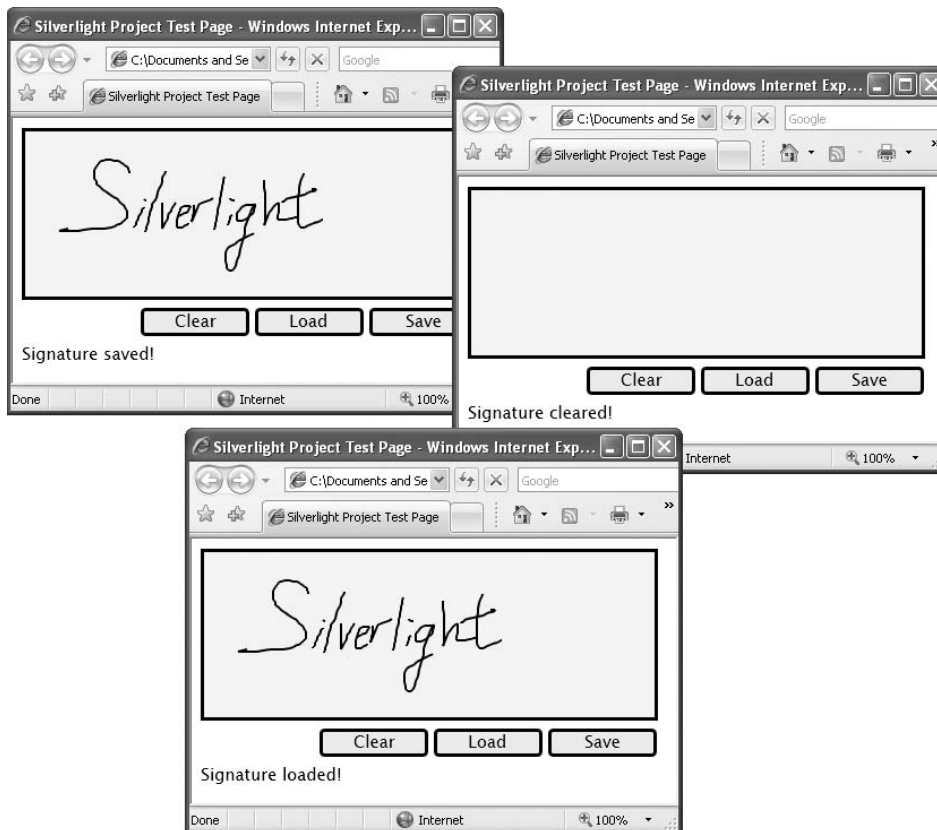 Silverlight Project Test Page - Windows Internet Exp...
C:\Documents and Se
Google
Silverlight Project Test Page
Silverlight
Clear Load Save
Signature saved!
Done Internet 100%
Silverlight Project Test Page - Windows Internet Exp...
C:\Documents and Se
Google
Silverlight Project Test Page
»
Clear Load Save
Signature cleared!
Internet 100%
Silverlight Project Test Page - Windows Internet Exp...
C:\Documents and Se
Google
Silverlight Project Test Page
»
Silverlight
Clear Load Save
Signature loaded!
Done Internet 100%